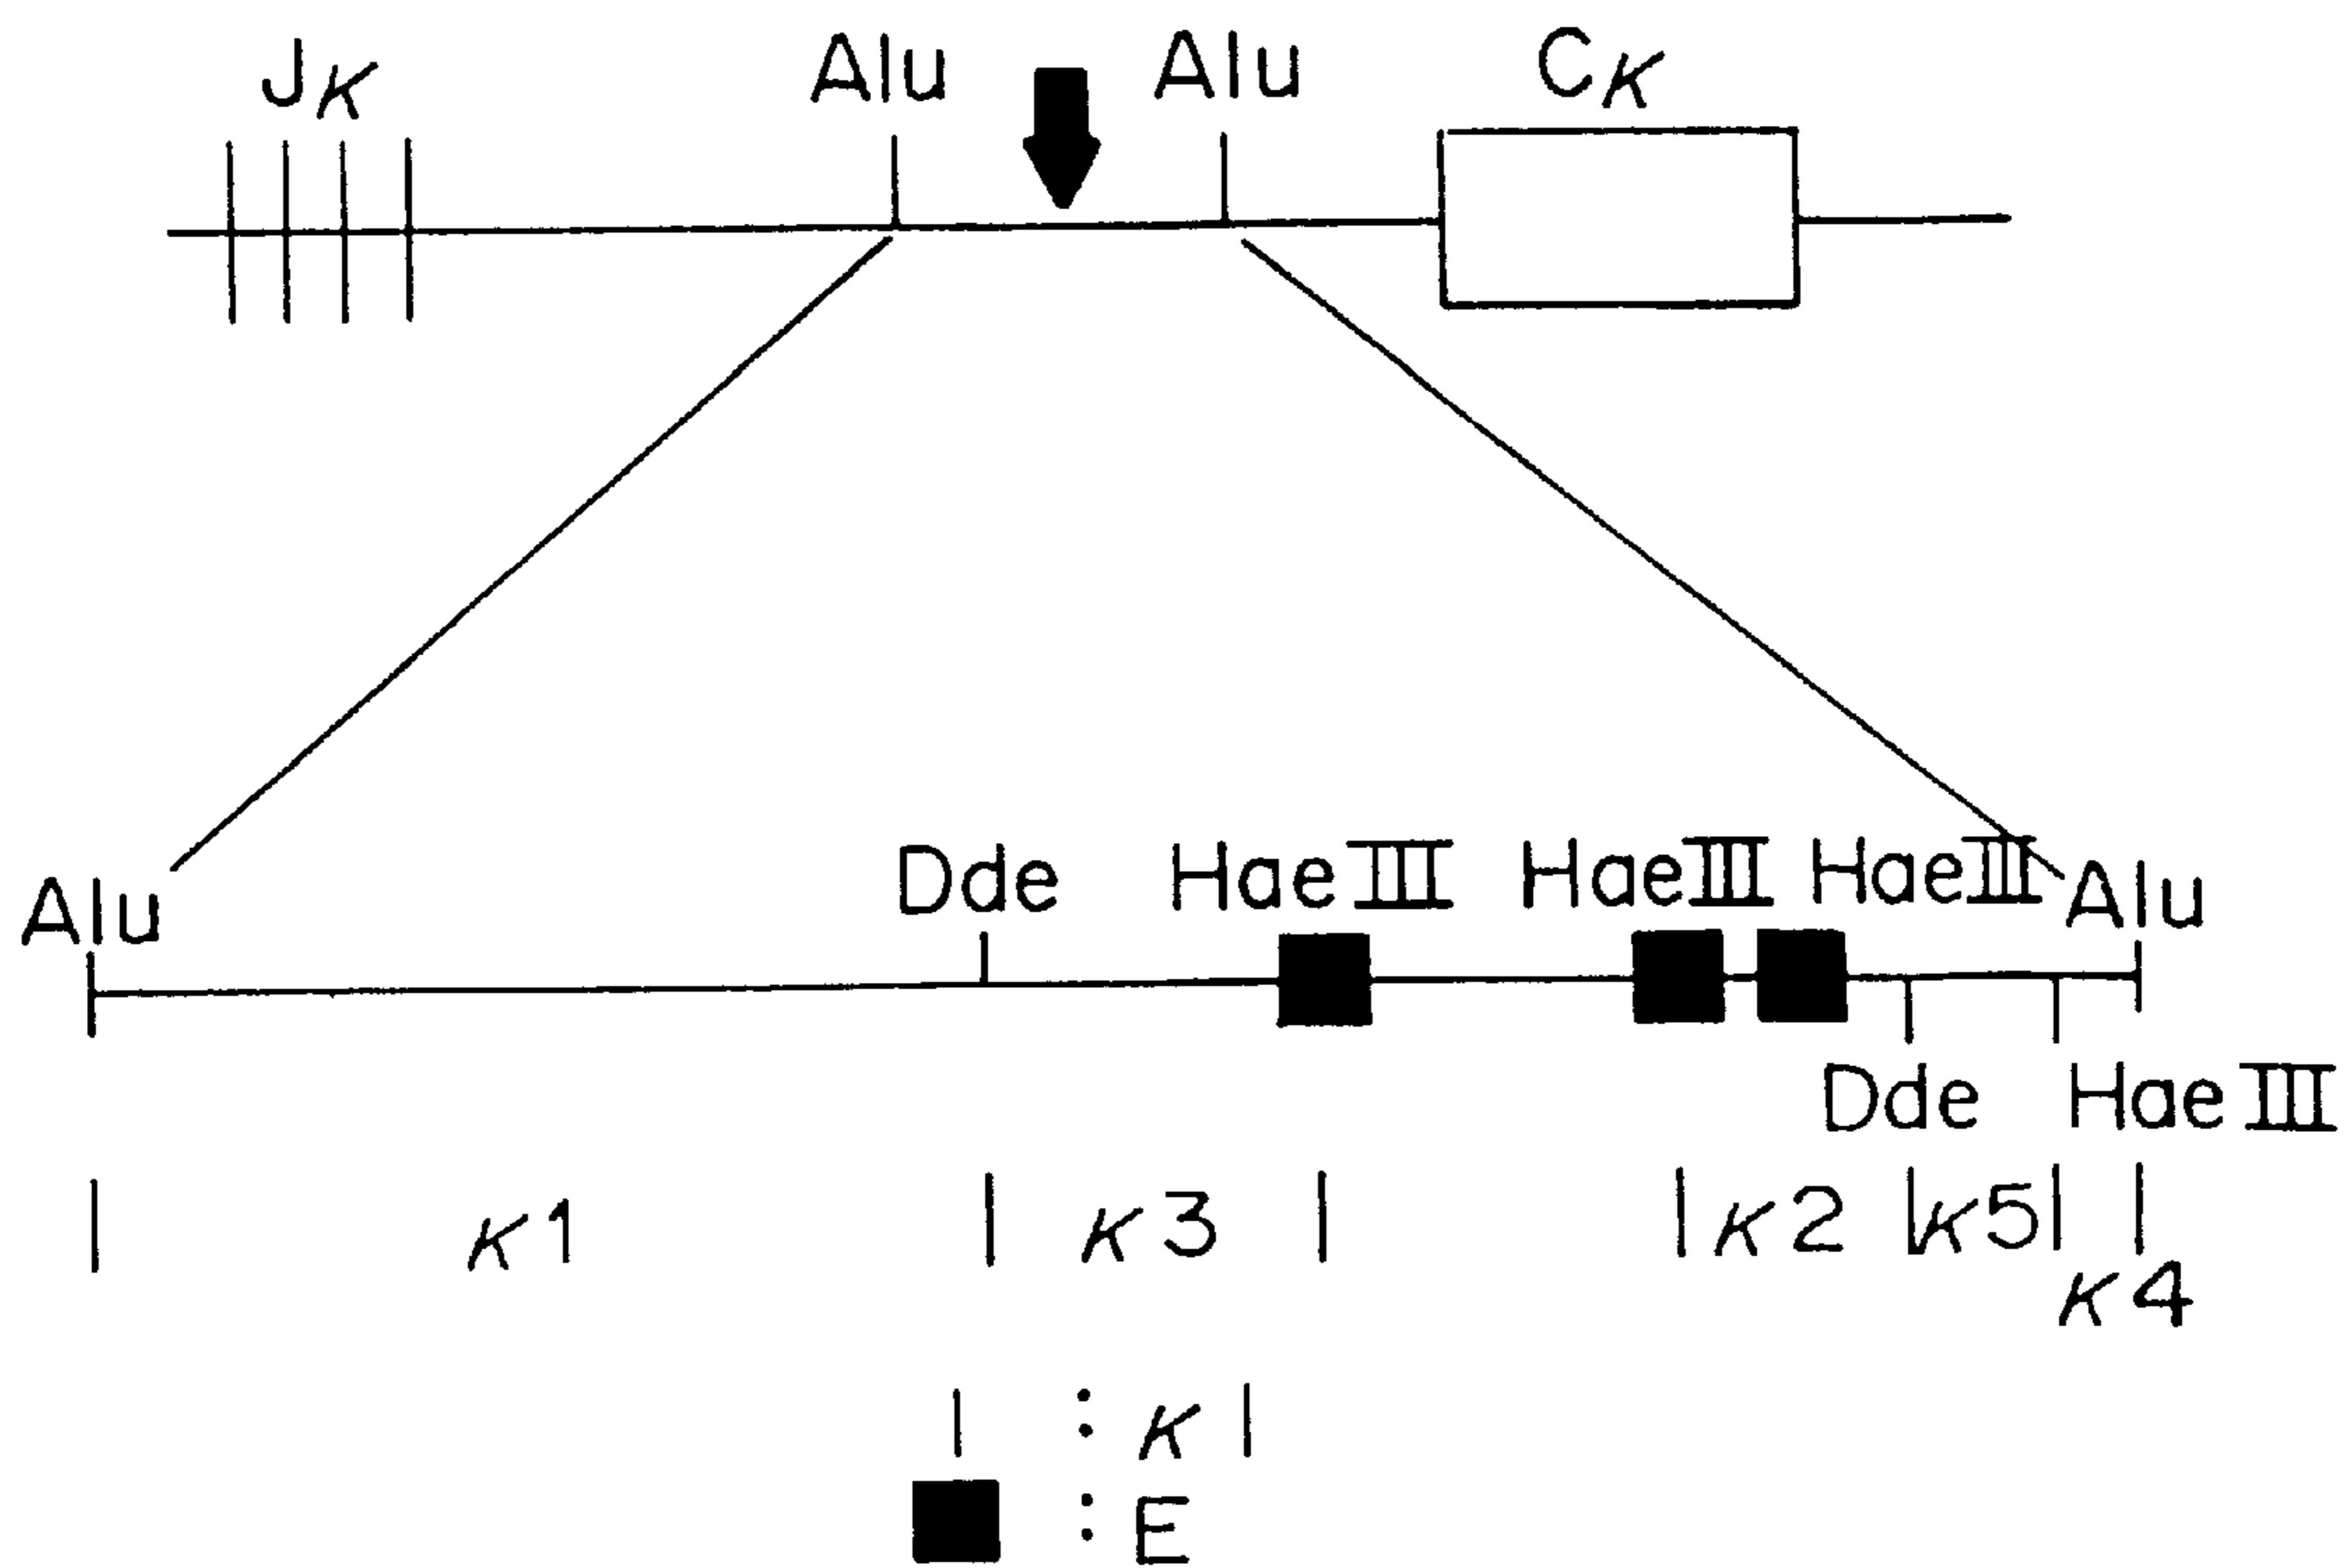 Jκ Alu Alu Cκ
Dde HaeIII HaeIII HaeIII
Alu Alu
Dde HaeIII
κ1 κ3 κ2 κ5
κ4
| : κ|
: E